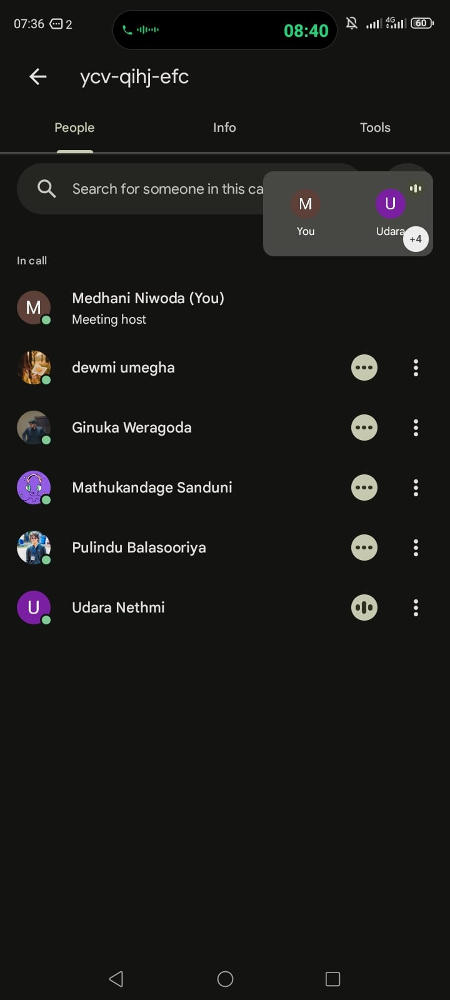 07:36 2 08:40 4G 60
ycv-qihj-efc
People Info Tools
Search for someone in this ca
M U
You Udara
+4
In call
M Medhani Niwoda (You)
Meeting host
dewmi umegha
Ginuka Weragoda
Mathukandage Sanduni
Pulindu Balasooriya
U Udara Nethmi